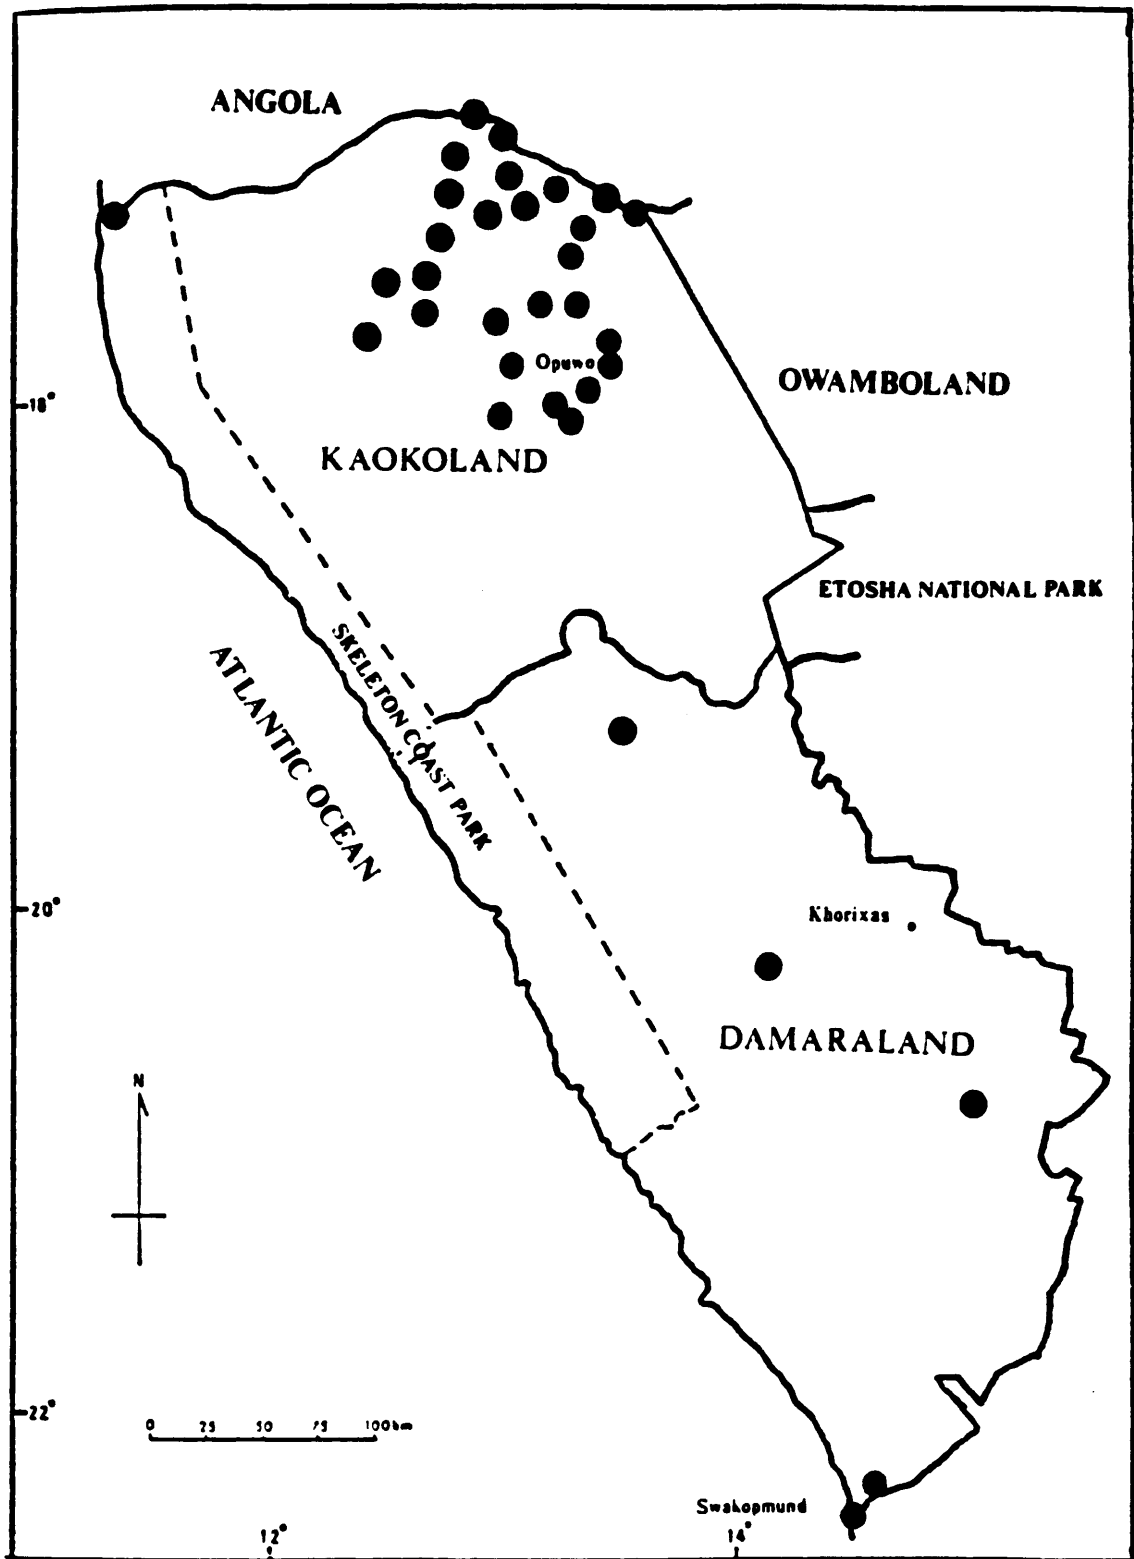 ANGOLA
Opuwo
OWAMBOLAND
18°
KAOKOLAND
ETOSHA NATIONAL PARK
SKELETON COAST PARK
ATLANTIC OCEAN
20°
Khorixas
DAMARALAND
N
22°
0 25 50 75 100km
Swakopmund
12° 14°